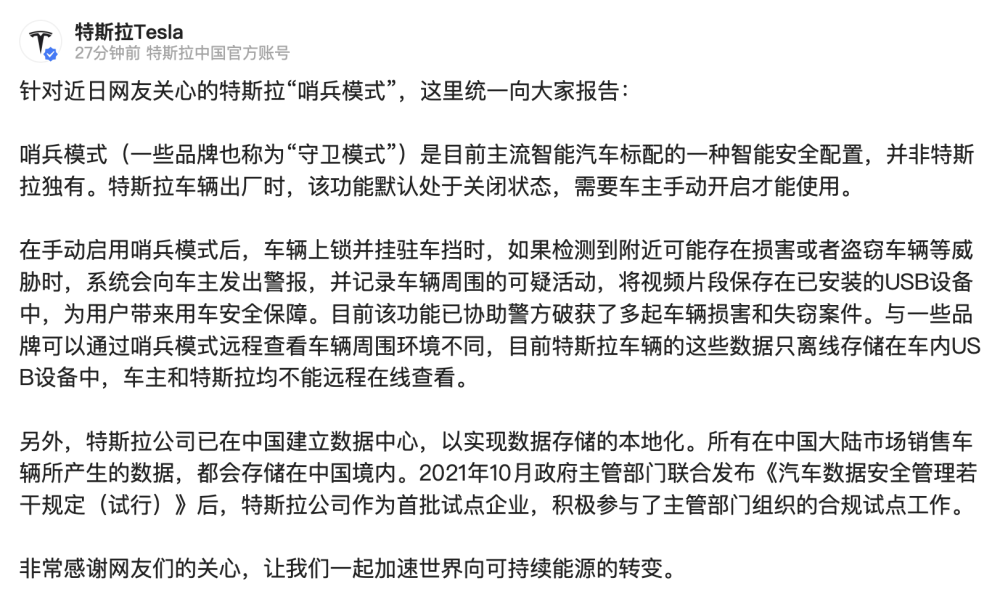 特斯拉Tesla
27分钟前 特斯拉中国官方账号
针对近日网友关心的特斯拉“哨兵模式”，这里统一向大家报告：
哨兵模式（一些品牌也称为“守卫模式”）是目前主流智能汽车标配的一种智能安全配置，并非特斯
拉独有。特斯拉车辆出厂时，该功能默认处于关闭状态，需要车主手动开启才能使用。
在手动启用哨兵模式后，车辆上锁并挂驻车挡时，如果检测到附近可能存在损害或者盗窃车辆等威
胁时，系统会向车主发出警报，并记录车辆周围的可疑活动，将视频片段保存在已安装的USB设备
中，为用户带来用车安全保障。目前该功能已协助警方破获了多起车辆损害和失窃案件。与一些品
牌可以通过哨兵模式远程查看车辆周围环境不同，目前特斯拉车辆的这些数据只离线存储在车内US
B设备中，车主和特斯拉均不能远程在线查看。
另外，特斯拉公司已在中国建立数据中心，以实现数据存储的本地化。所有在中国大陆市场销售车
辆所产生的数据，都会存储在中国境内。2021年10月政府主管部门联合发布《汽车数据安全管理若
干规定（试行）》后，特斯拉公司作为首批试点企业，积极参与了主管部门组织的合规试点工作。
非常感谢网友们的关心，让我们一起加速世界向可持续能源的转变。